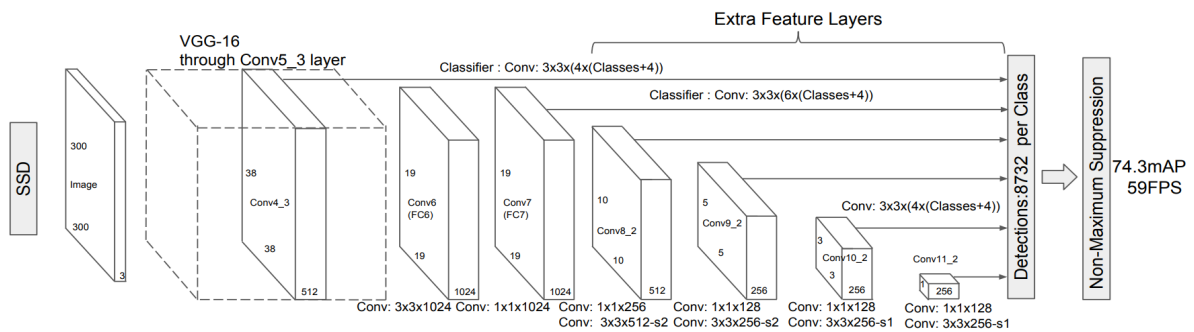 Extra Feature Layers
VGG-16
through Conv5_3 layer
Classifier : Conv: 3x3x(4x(Classes+4))
Classifier : Conv: 3x3x(6x(Classes+4))
SSD
300
Image
300
3
38
Conv4_3
38
512
19
Conv6
(FC6)
19
1024
19
Conv7
(FC7)
19
1024
10
Conv8_2
10
512
5
Conv9_2
5
256
Conv: 3x3x(4x(Classes+4))
3
Conv10_2
3
256
Conv11_2
1
256
Detections:8732 per Class
Non-Maximum Suppression
74.3mAP
59FPS
Conv: 3x3x1024
Conv: 1x1x1024
Conv: 1x1x256
Conv: 3x3x512-s2
Conv: 1x1x128
Conv: 3x3x256-s2
Conv: 1x1x128
Conv: 3x3x256-s1
Conv: 1x1x128
Conv: 3x3x256-s1